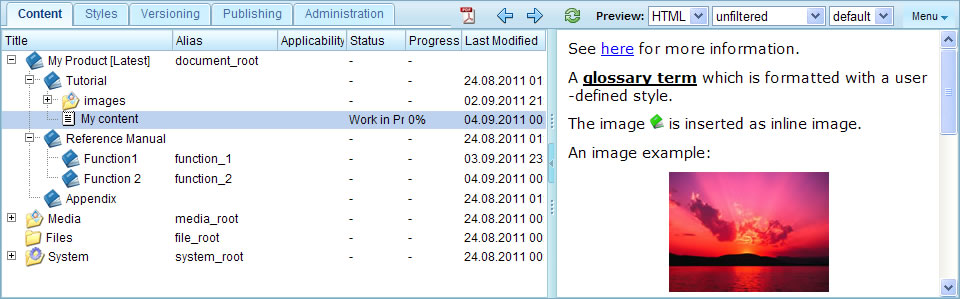 Content Styles Versioning Publishing Administration Preview: HTML unfiltered default Menu
Title Alias Applicability Status Progress Last Modified
My Product [Latest] document_root - -
Tutorial - - 24.08.2011 01
images - - 02.09.2011 21
My content Work in Pr 0% 04.09.2011 00
Reference Manual - - 24.08.2011 01
Function1 function_1 - - 03.09.2011 23
Function 2 function_2 - - 04.09.2011 00
Appendix - - 24.08.2011 01
Media media_root - - 24.08.2011 00
Files file_root - - 24.08.2011 00
System system_root - - 24.08.2011 00
See here for more information.
A glossary term which is formatted with a user
-defined style.
The image is inserted as inline image.
An image example: